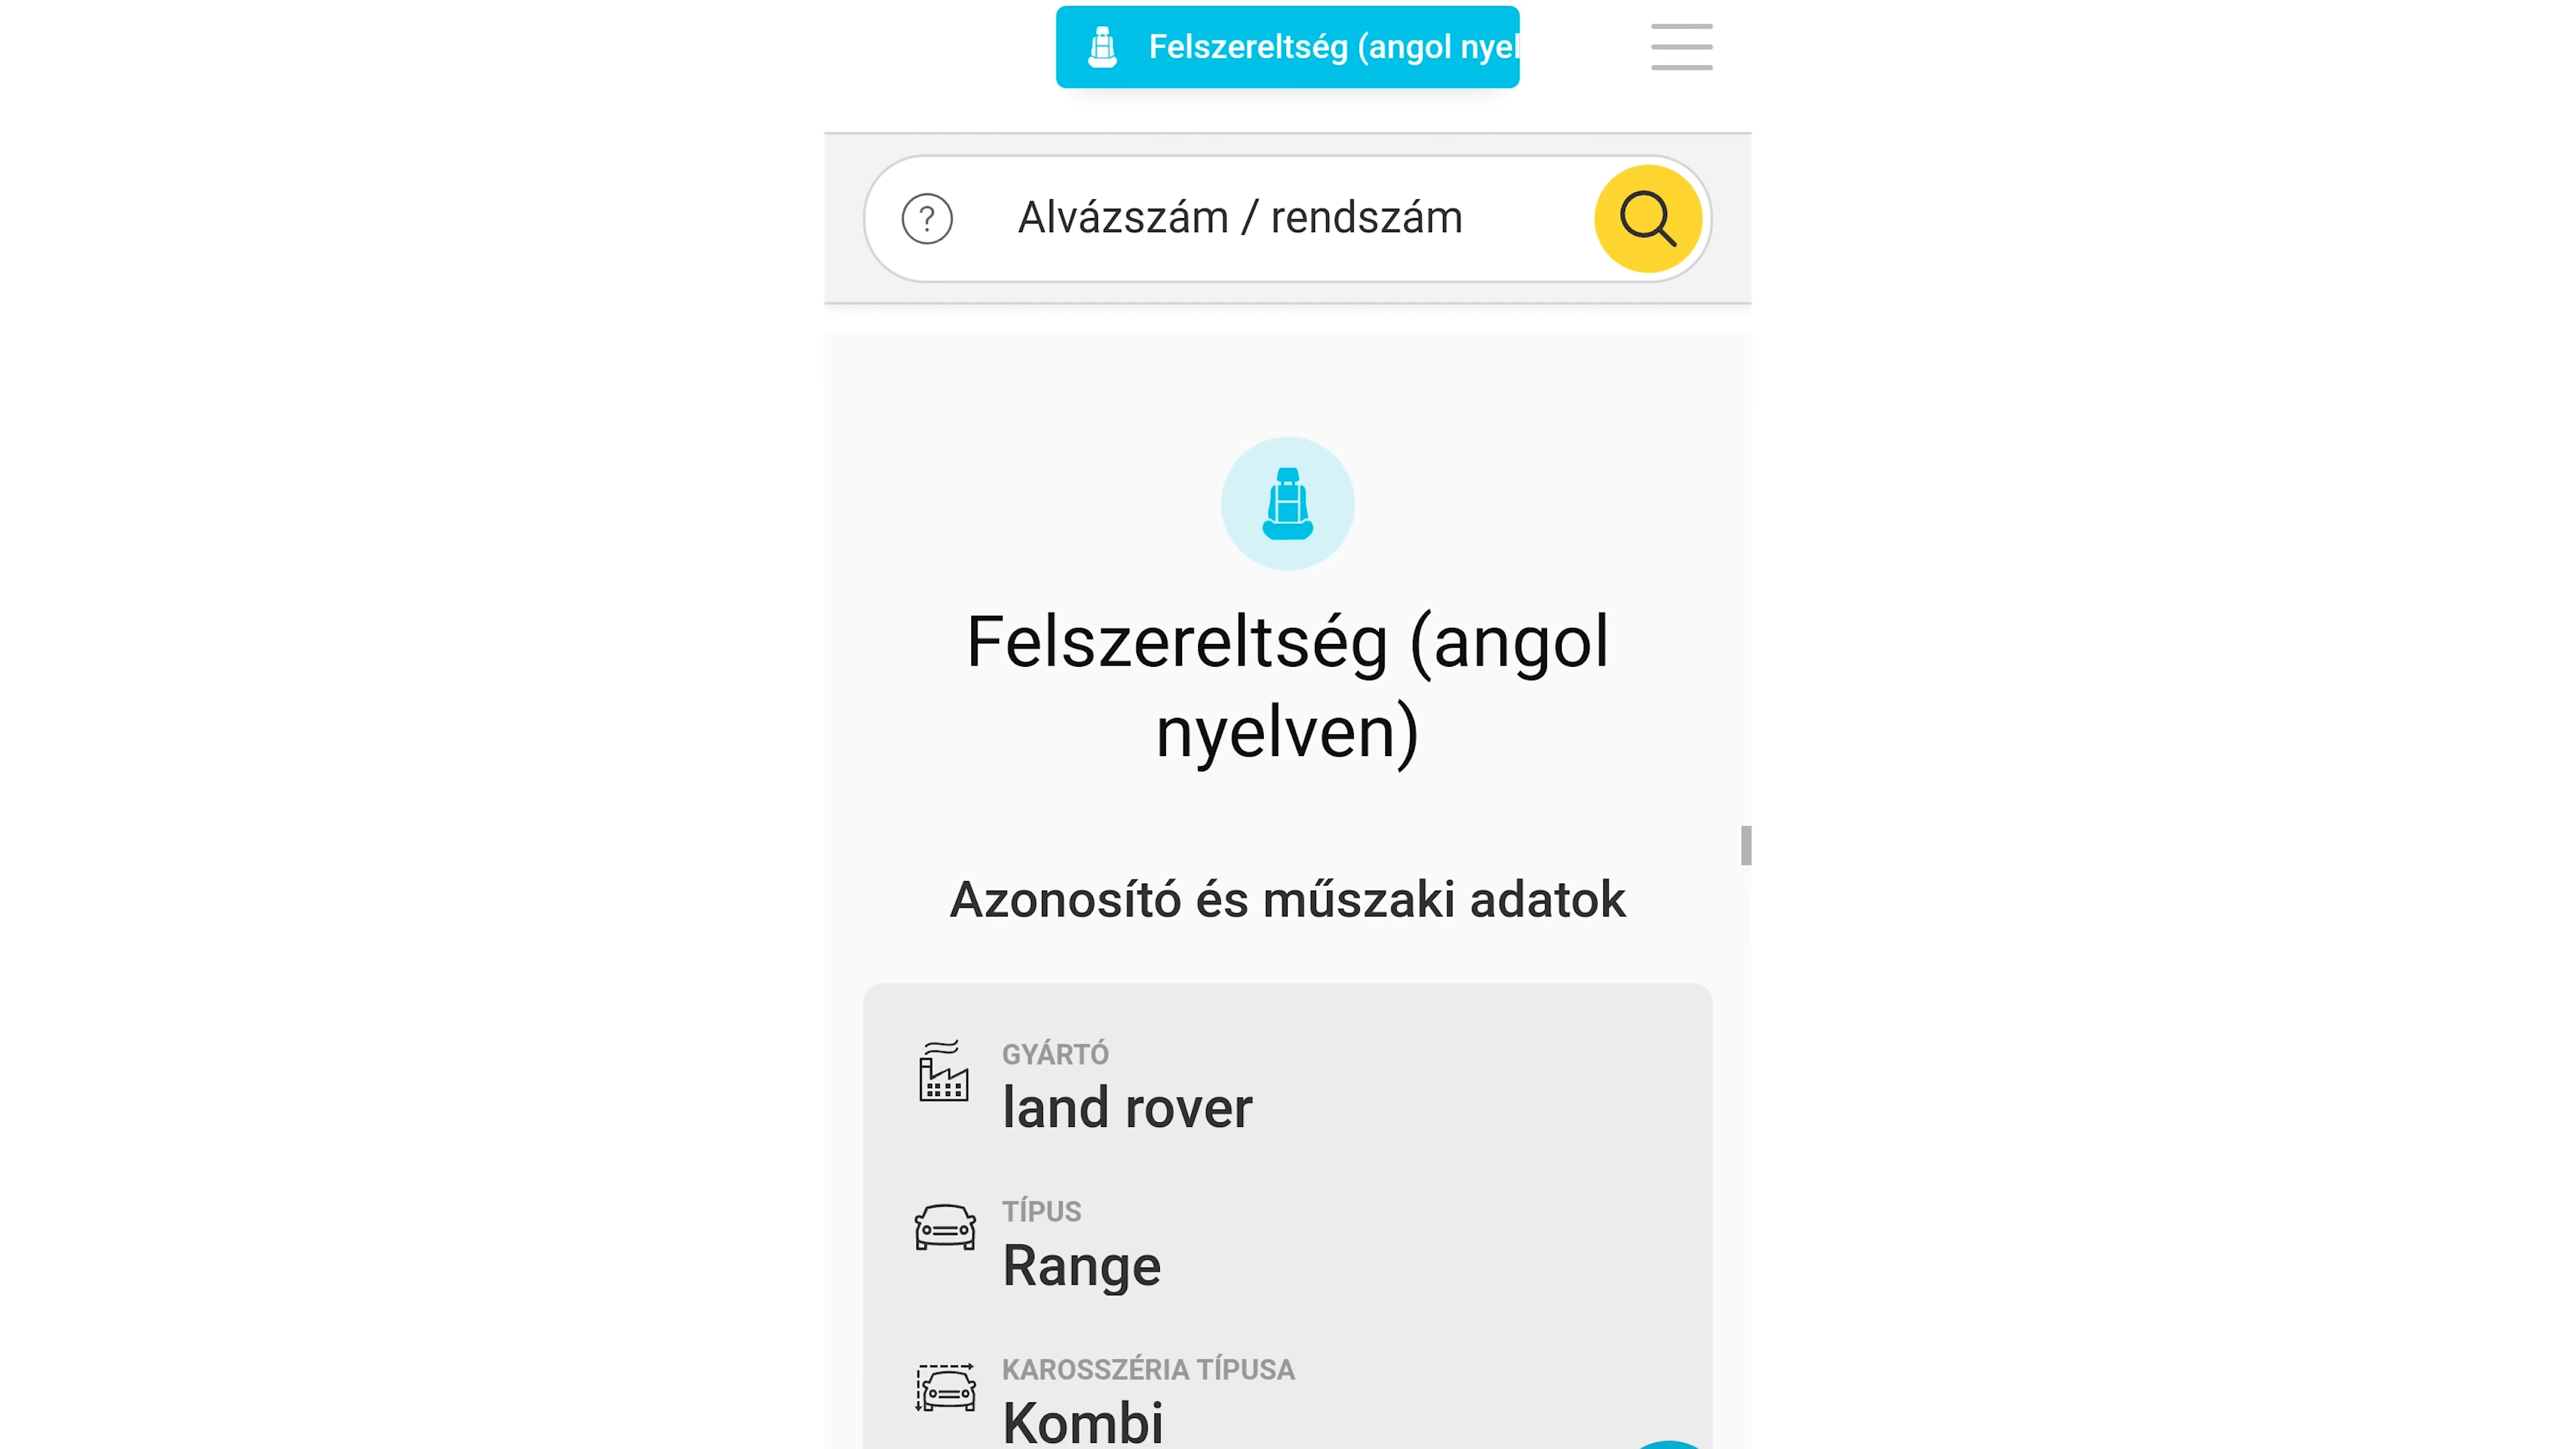 Felszereltség (angol nyel
Alvázszám / rendszám
Felszereltség (angol
nyelven)
Azonosító és műszaki adatok
GYÁRTÓ
land rover
TÍPUS
Range
KAROSSZÉRIA TÍPUSA
Kombi